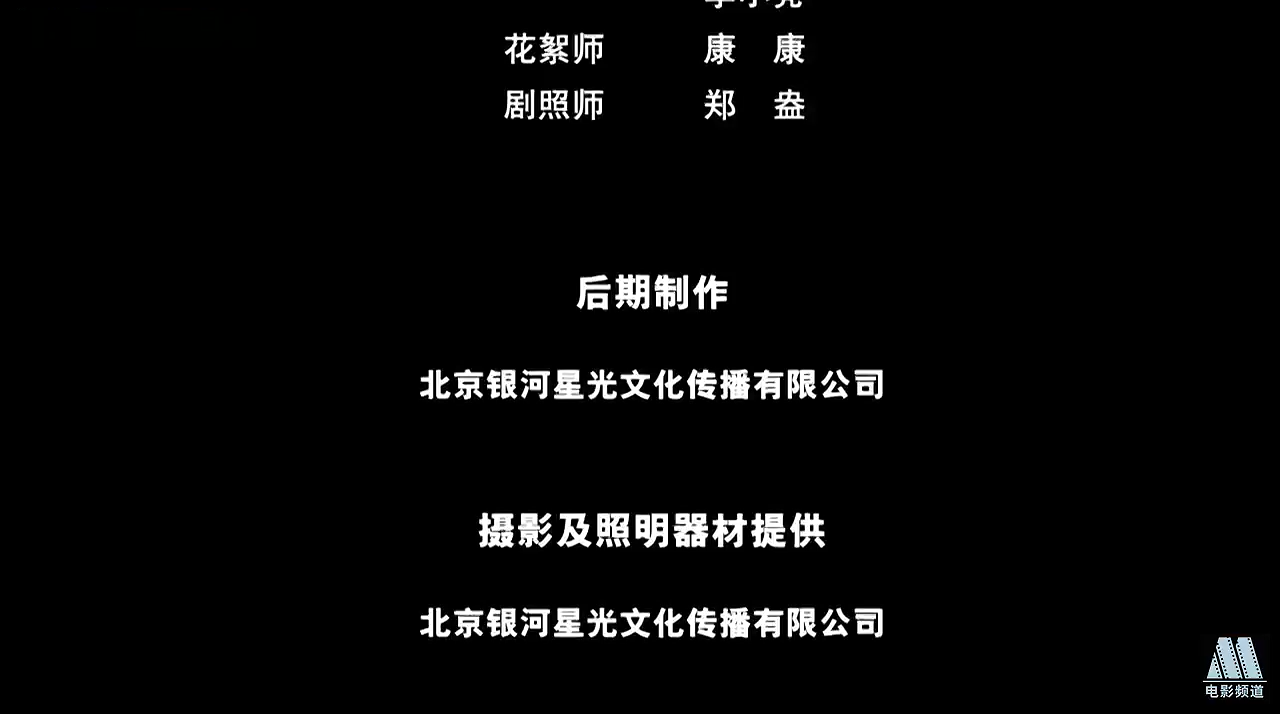 花絮师 康 康
剧照师 郑 盎
后期制作
北京银河星光文化传播有限公司
摄影及照明器材提供
北京银河星光文化传播有限公司
电影频道